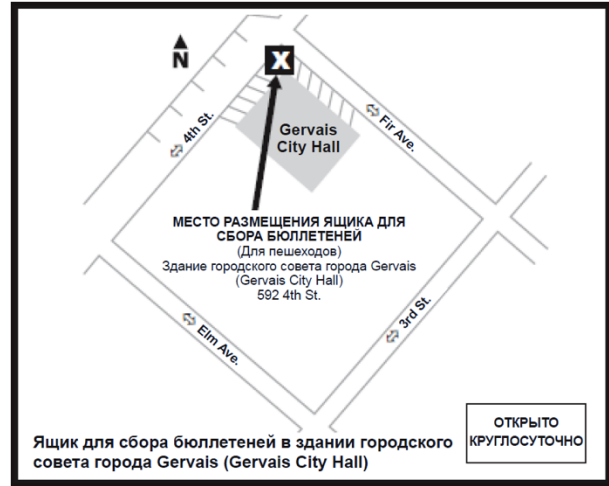 N
X
4th St.
Fir Ave.
Gervais
City Hall
МЕСТО РАЗМЕЩЕНИЯ ЯЩИКА ДЛЯ
СБОРА БЮЛЛЕТЕНЕЙ
(Для пешеходов)
Здание городского совета города Gervais
(Gervais City Hall)
592 4th St.
Elm Ave.
3rd St.
ОТКРЫТО
КРУГЛОСУТОЧНО
Ящик для сбора бюллетеней в здании городского
совета города Gervais (Gervais City Hall)